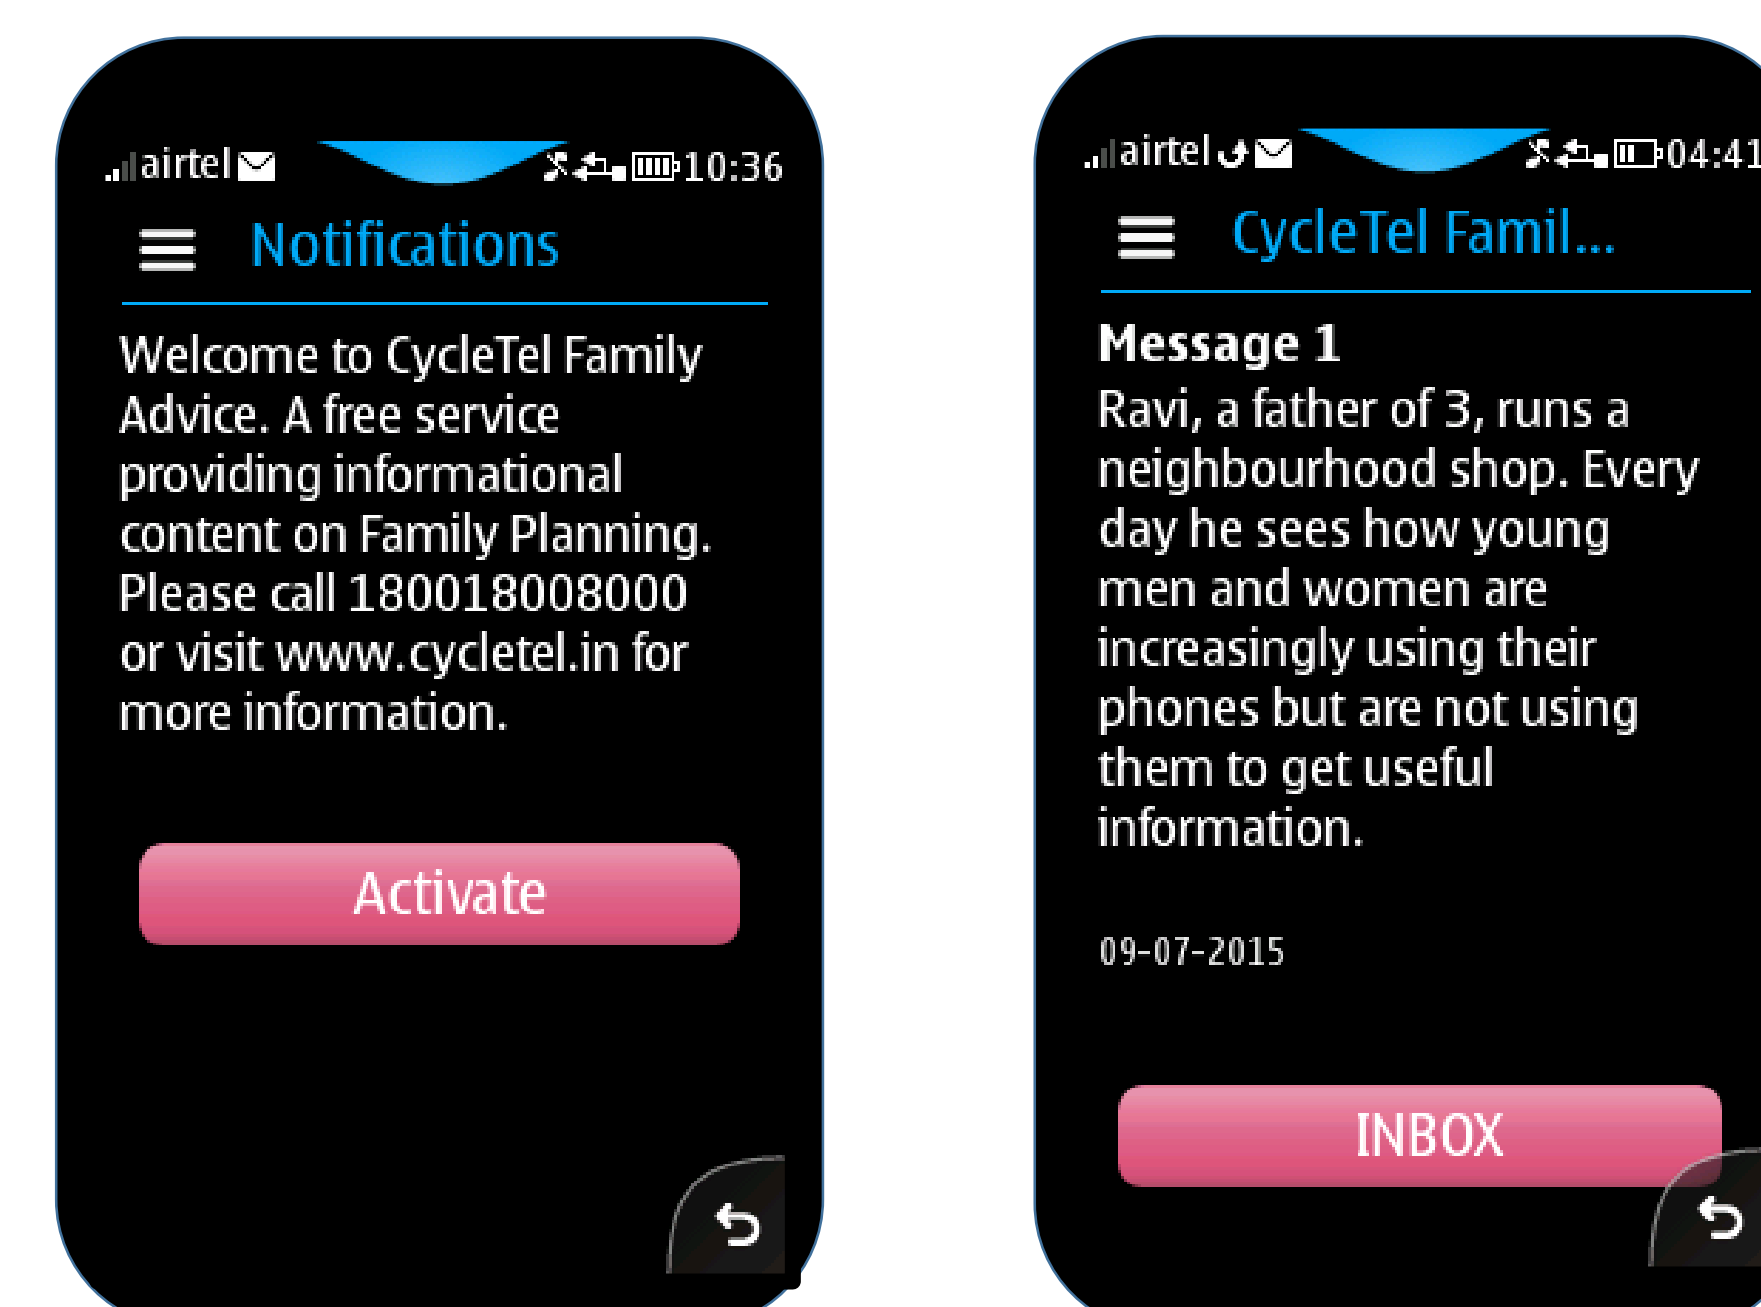 airtel 10:36
Notifications
Welcome to CycleTel Family
Advice. A free service
providing informational
content on Family Planning.
Please call 180018008000
or visit www.cycletel.in for
more information.
Activate
airtel 04:41
CycleTel Famil...
Message 1
Ravi, a father of 3, runs a
neighbourhood shop. Every
day he sees how young
men and women are
increasingly using their
phones but are not using
them to get useful
information.
09-07-2015
INBOX